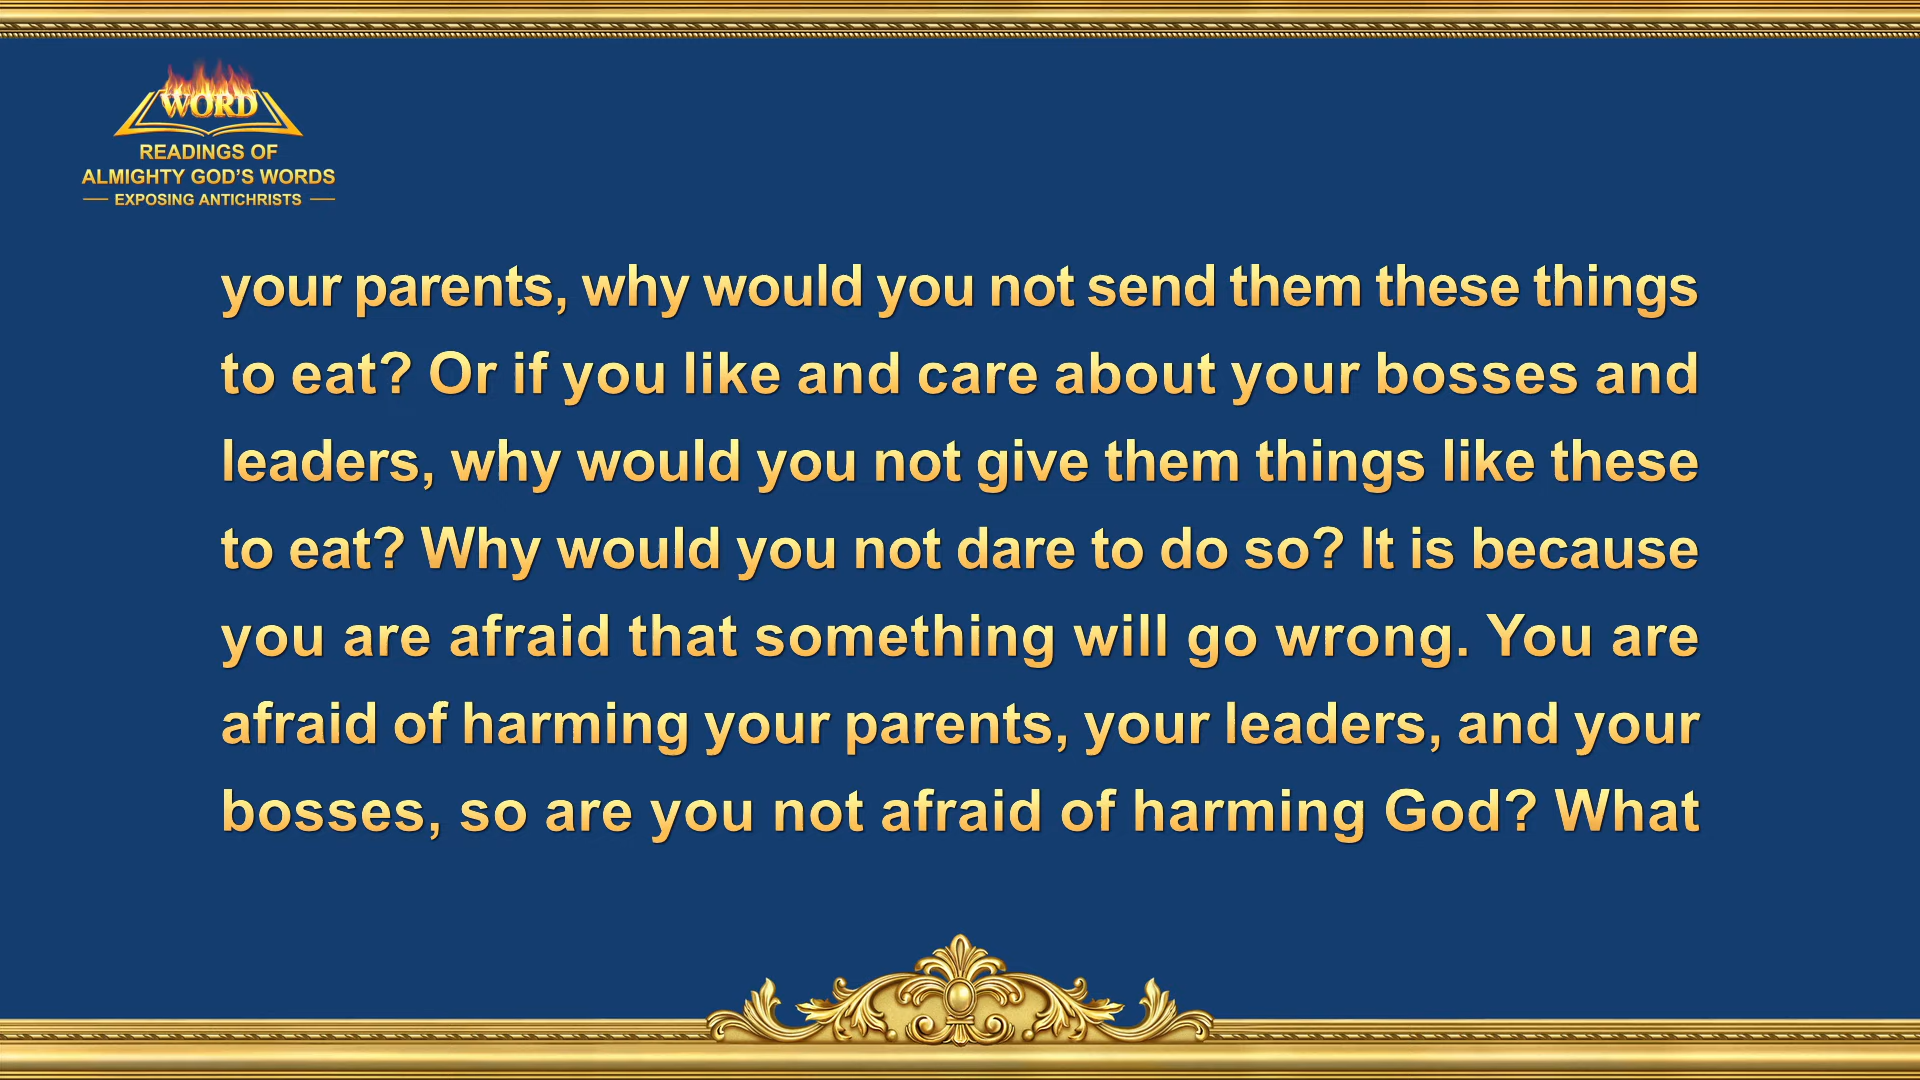 WORD
READINGS OF
ALMIGHTY GOD'S WORDS
EXPOSING ANTICHRISTS
your parents, why would you not send them these things
to eat? Or if you like and care about your bosses and
leaders, why would you not give them things like these
to eat? Why would you not dare to do so? It is because
you are afraid that something will go wrong. You are
afraid of harming your parents, your leaders, and your
bosses, so are you not afraid of harming God? What